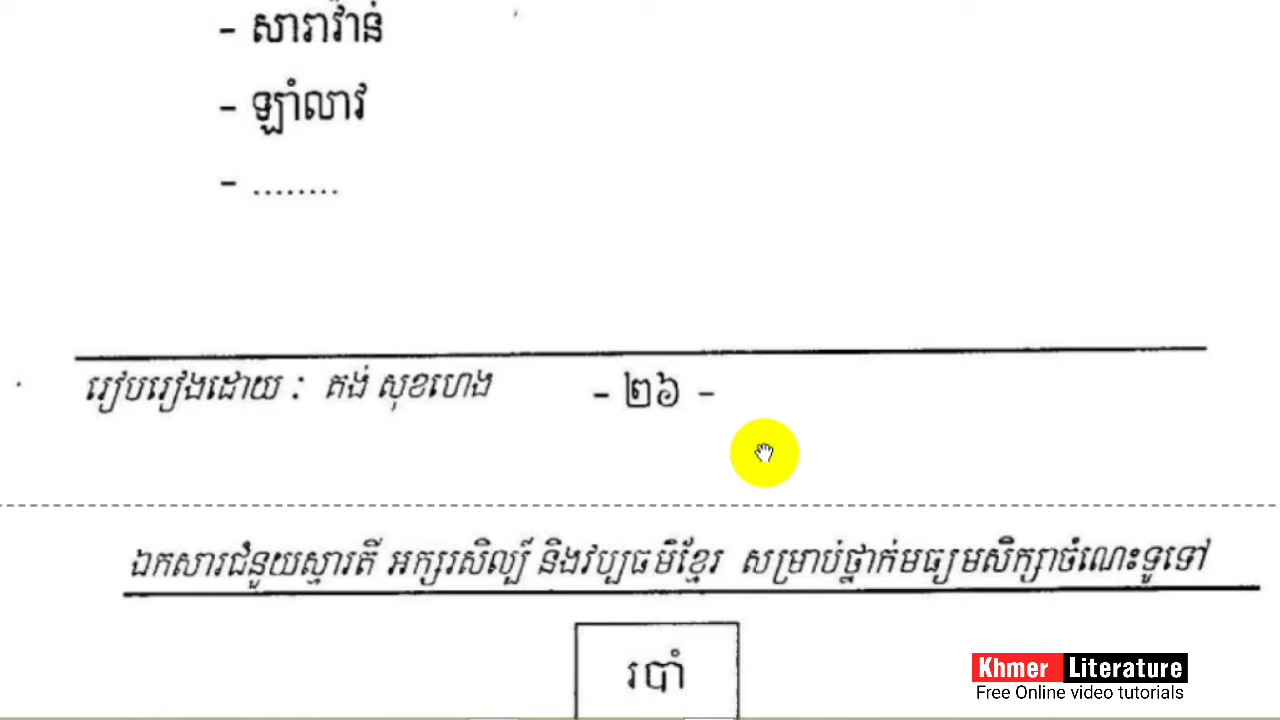 - សារាវ៉ាន់
- ឡាំលាវ
- ........
រៀបរៀងដោយ : គង់ សុខហេង - ២៦ -
ឯកសារជំនួយស្មារតី អក្សរសិល្ប៍ និងវប្បធម៌ខ្មែរ សម្រាប់ថ្នាក់មធ្យមសិក្សាចំណេះទូទៅ
របាំ
Khmer Literature
Free Online video tutorials